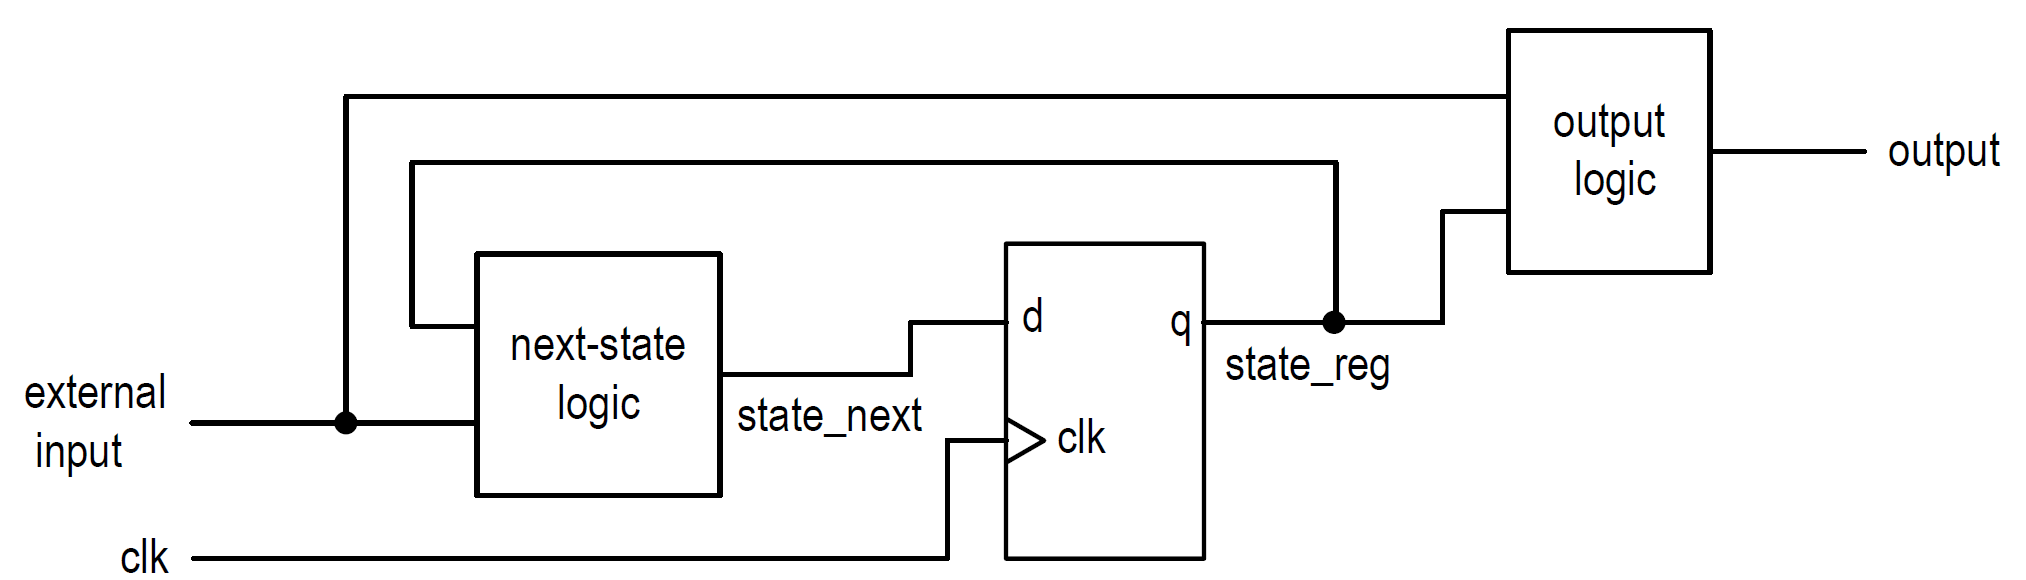 output
logic
output
next-state
logic
d
q
state_reg
external
input
state_next
clk
clk